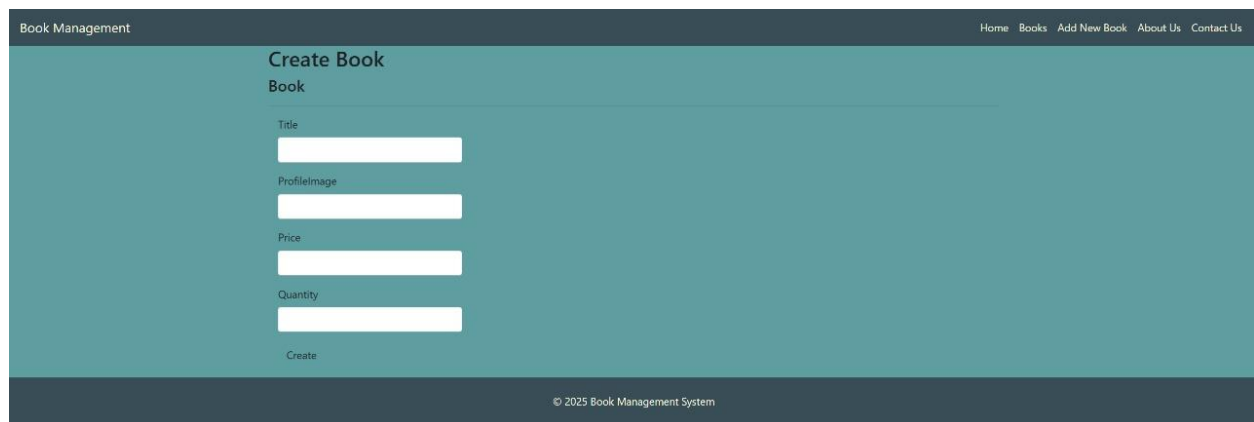 Book Management
Home Books Add New Book About Us Contact Us
Create Book
Book
Title
ProfileImage
Price
Quantity
Create
© 2025 Book Management System